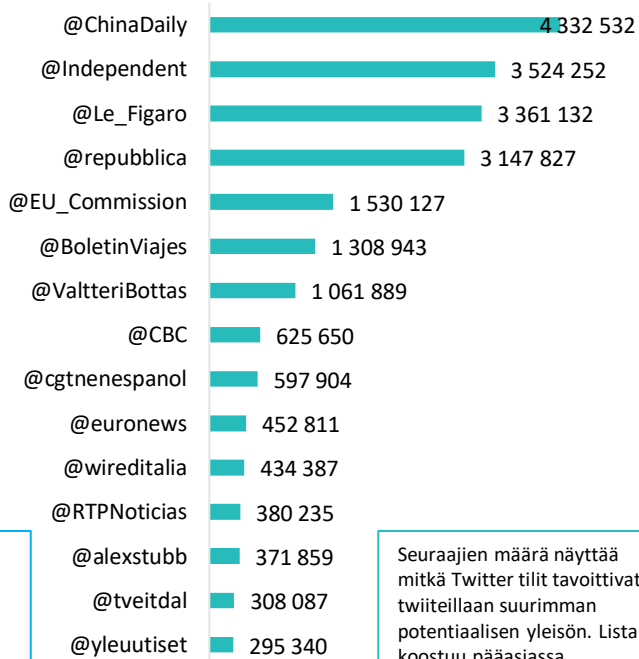 @ChinaDaily 4 332 532
@Independent 3 524 252
@Le_Figaro 3 361 132
@repubblica 3 147 827
@EU_Commission 1 530 127
@BoletinViajes 1 308 943
@ValtteriBottas 1 061 889
@CBC 625 650
@cgtnenespanol 597 904
@euronews 452 811
@wireditalia 434 387
@RTPNoticias 380 235
@alexstubb 371 859
@tveitdal 308 087
@yleuutiset 295 340
Seuraajien määrä näyttää
mitkä Twitter tilit tavoittivat
twiiteillaan suurimman
potentiaalisen yleisön. Lista
koostuu pääasiassa